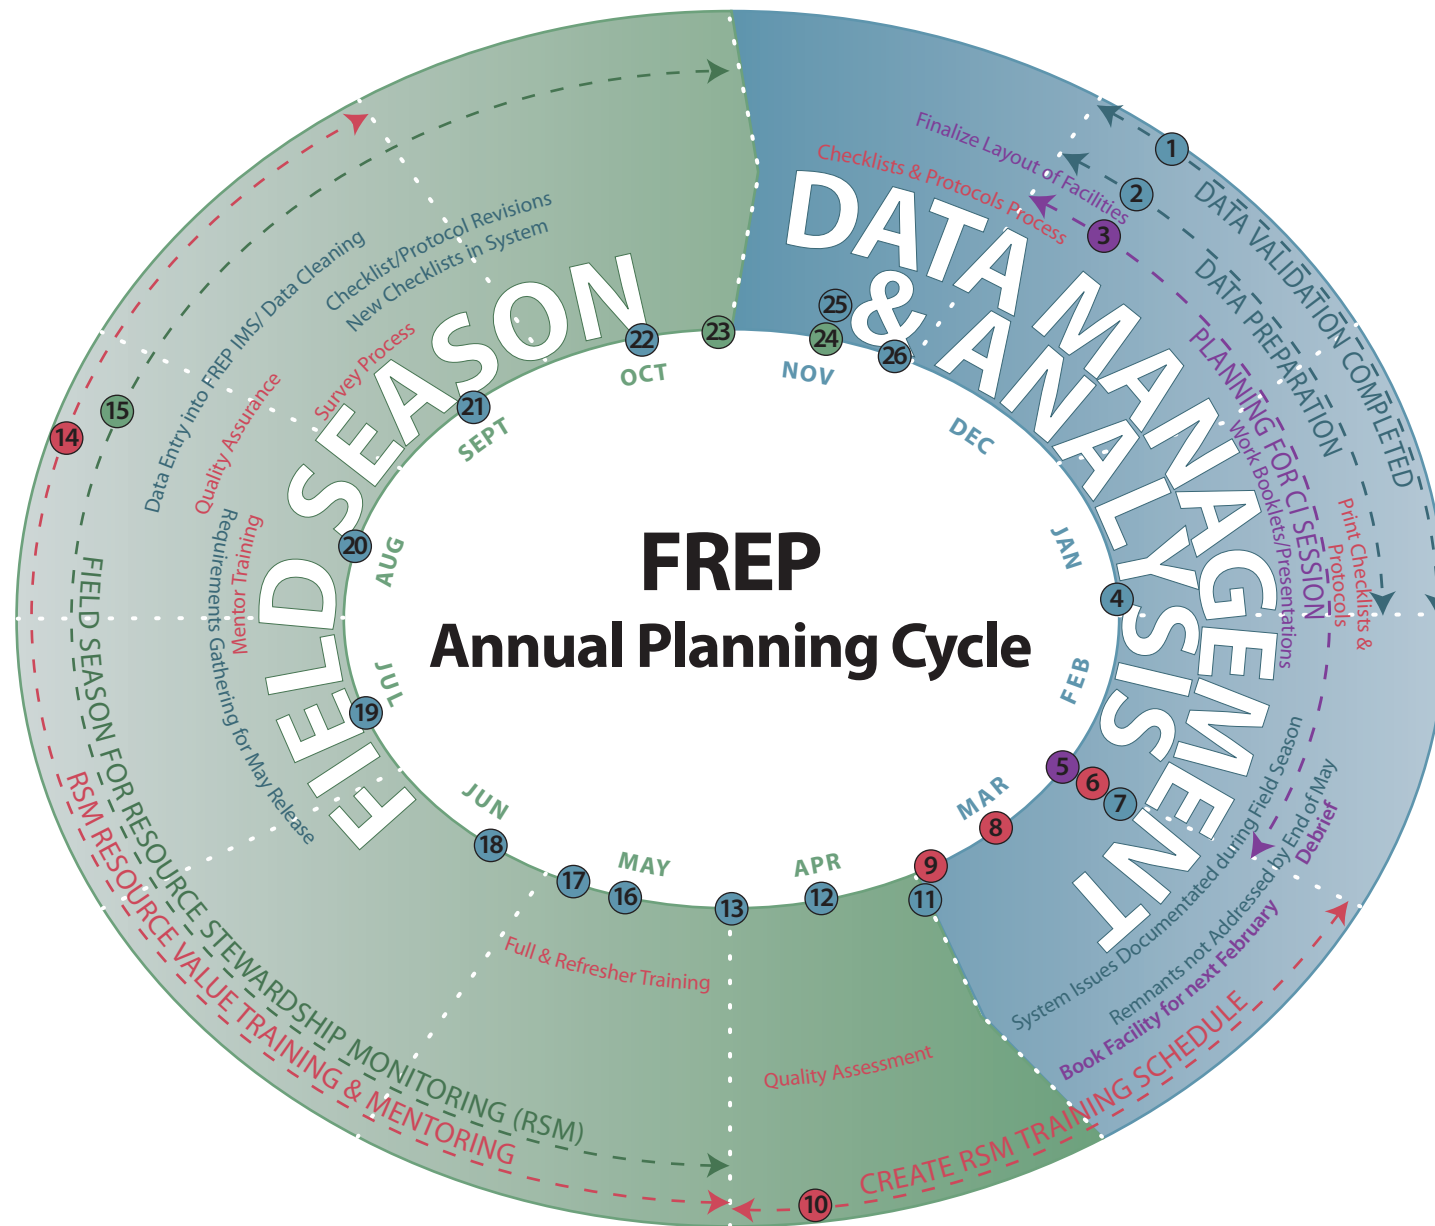 FREP
Annual Planning Cycle
DATA MANAGEMENT
& ANALYSIS
FIELD SEASON
NOV
DEC
JAN
FEB
MAR
APR
MAY
JUN
JUL
AUG
SEPT
OCT
Finalize Layout of Facilities
Checklists & Protocols Process
DATA VALIDATION COMPLETED
DATA PREPARATION
PLANNING FOR CI SESSION
Work Booklets/Presentations
Print Checklists &
Protocols
System Issues Documentated during Field Season
Remnants not Addressed by End of May
Debrief
Book Facility for next February
CREATE RSM TRAINING SCHEDULE
Quality Assessment
Full & Refresher Training
FIELD SEASON FOR RESOURCE STEWARDSHIP MONITORING (RSM)
RSM RESOURCE VALUE TRAINING & MENTORING
Requirements Gathering for May Release
Mentor Training
Quality Assurance
Survey Process
Data Entry into FREP IMS/ Data Cleaning
Checklist/Protocol Revisions
New Checklists in System
1
2
3
4
5
6
7
8
9
10
11
12
13
14
15
16
17
18
19
20
21
22
23
24
25
26